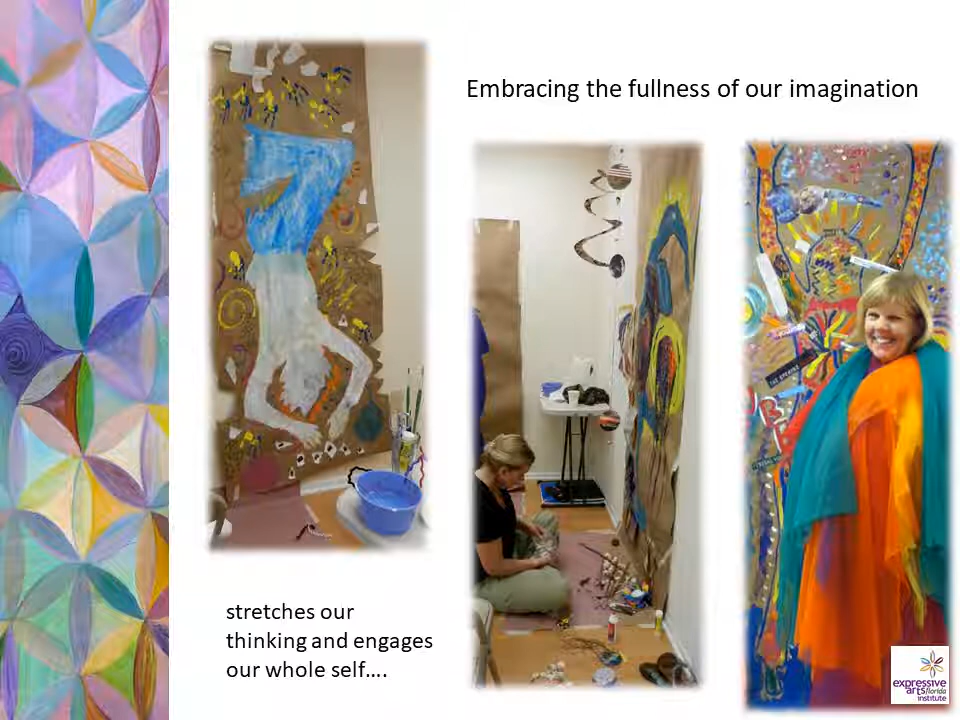 Embracing the fullness of our imagination
stretches our
thinking and engages
our whole self….
expressive
arts florida
institute